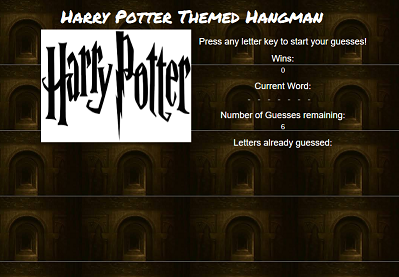 Harry Potter Themed Hangman
Harry Potter
Press any letter key to start your guesses!
Wins:
0
Current Word:
- - - - - - -
Number of Guesses remaining:
6
Letters already guessed: